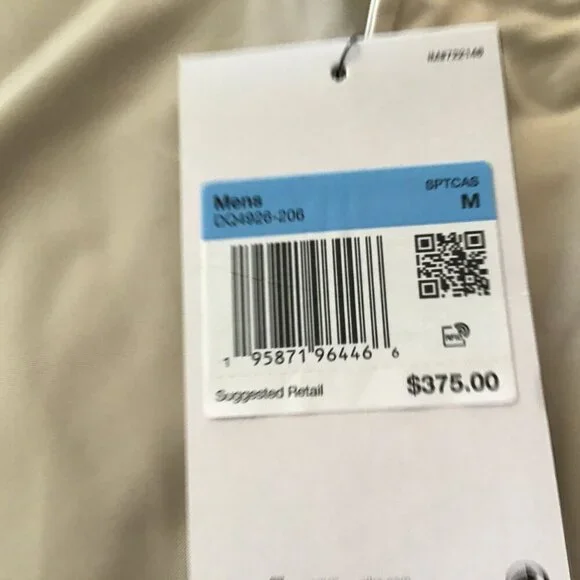 Mens
SPTCAS
DQ4926-206
M
1 95871 96446 6
Suggested Retail
$375.00